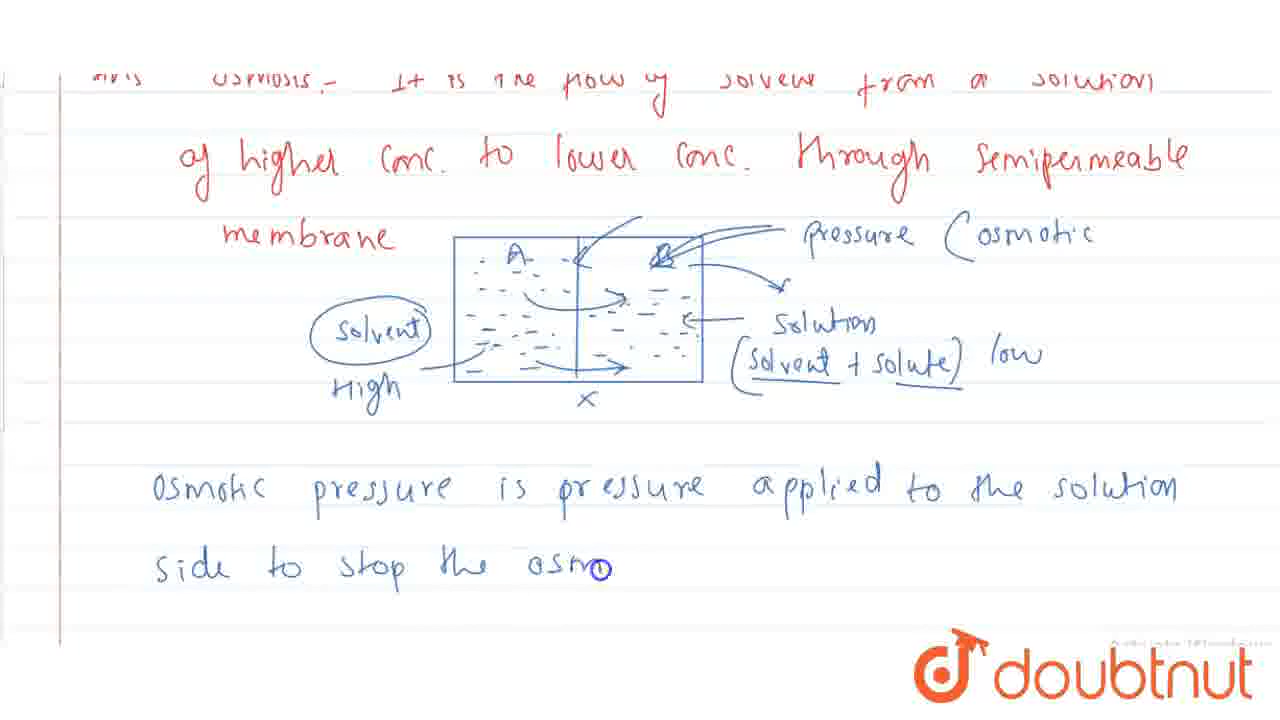 Ans Osmosis:- It is the flow of solvent from a solution
of higher conc. to lower conc. through semipermeable
membrane
A
B
pressure (osmotic
solvent
High
solution
(solvent + solute) low
X
osmotic pressure is pressure applied to the solution
side to stop the osm
doubtnut